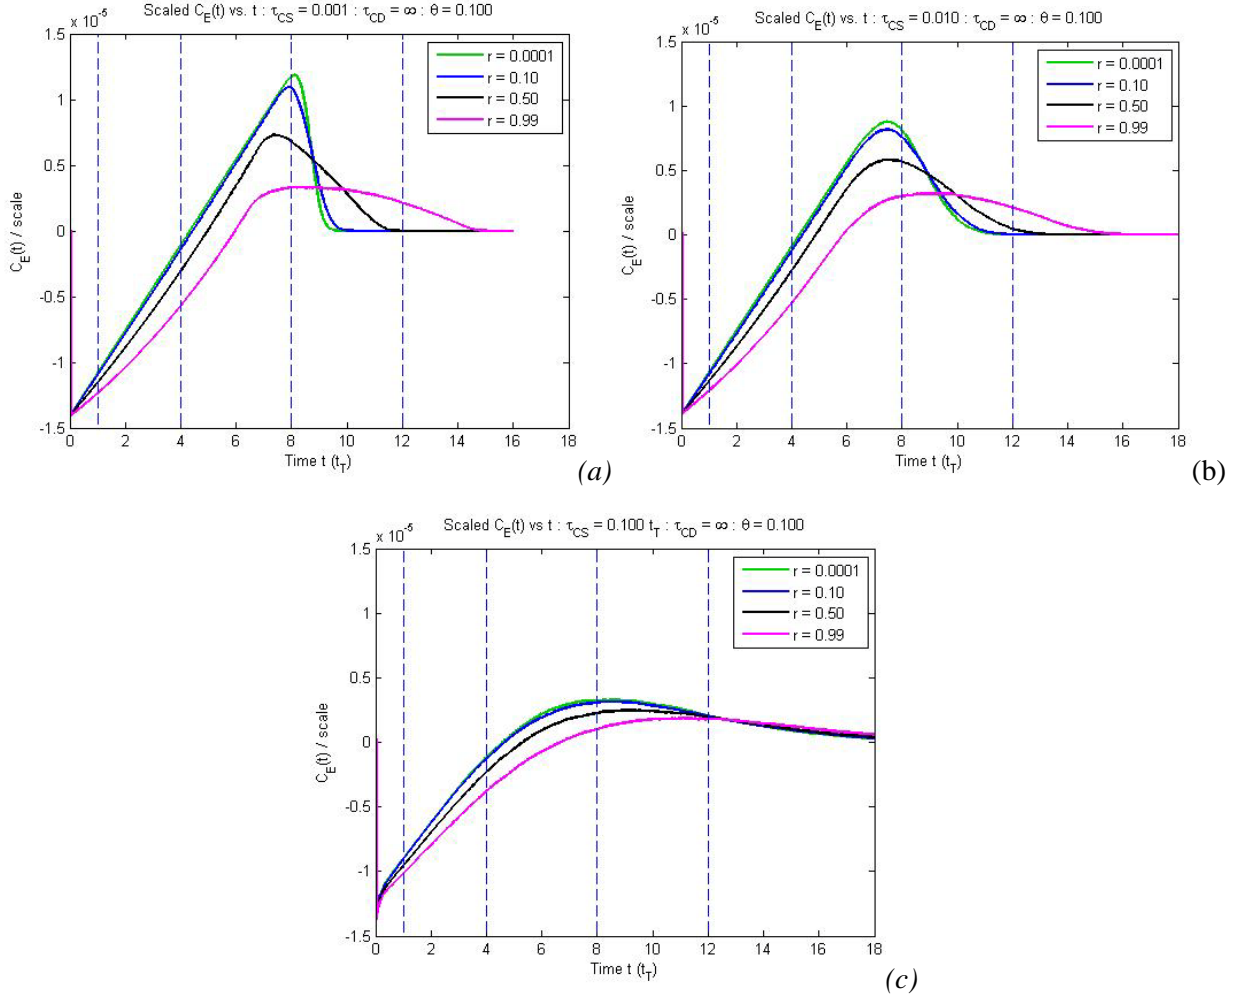 Scaled C_E(t) vs. t : τ_CS = 0.001 : τ_CD = ∞ : θ = 0.100
x 10^-5
1.5
1
0.5
0
-0.5
-1
-1.5
C_E(t) / scale
0 2 4 6 8 10 12 14 16 18
Time t (t_T)
r = 0.0001
r = 0.10
r = 0.50
r = 0.99
(a)
Scaled C_E(t) vs. t : τ_CS = 0.010 : τ_CD = ∞ : θ = 0.100
x 10^-5
1.5
1
0.5
0
-0.5
-1
-1.5
C_E(t) / scale
0 2 4 6 8 10 12 14 16 18
Time t (t_T)
r = 0.0001
r = 0.10
r = 0.50
r = 0.99
(b)
Scaled C_E(t) vs t : τ_CS = 0.100 t_T : τ_CD = ∞ : θ = 0.100
x 10^-5
1.5
1
0.5
0
-0.5
-1
-1.5
C_E(t) / scale
0 2 4 6 8 10 12 14 16 18
Time t (t_T)
r = 0.0001
r = 0.10
r = 0.50
r = 0.99
(c)